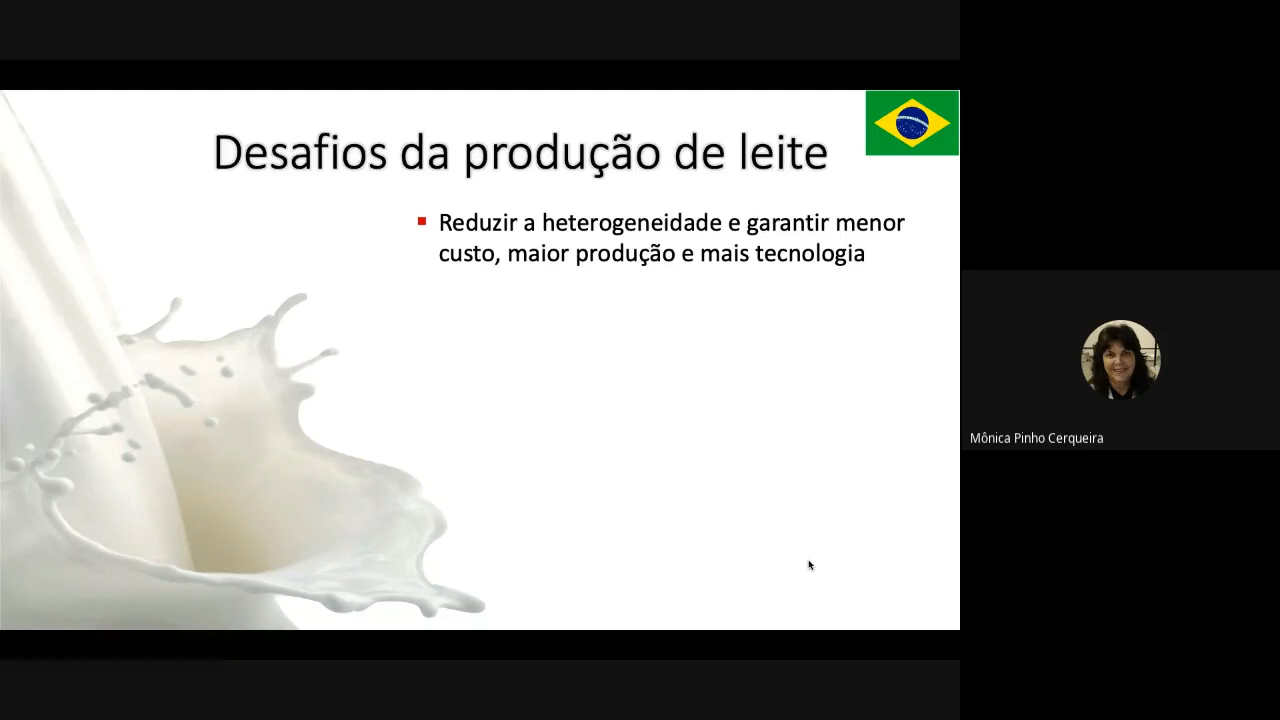 Desafios da produção de leite
Reduzir a heterogeneidade e garantir menor
custo, maior produção e mais tecnologia
Mônica Pinho Cerqueira